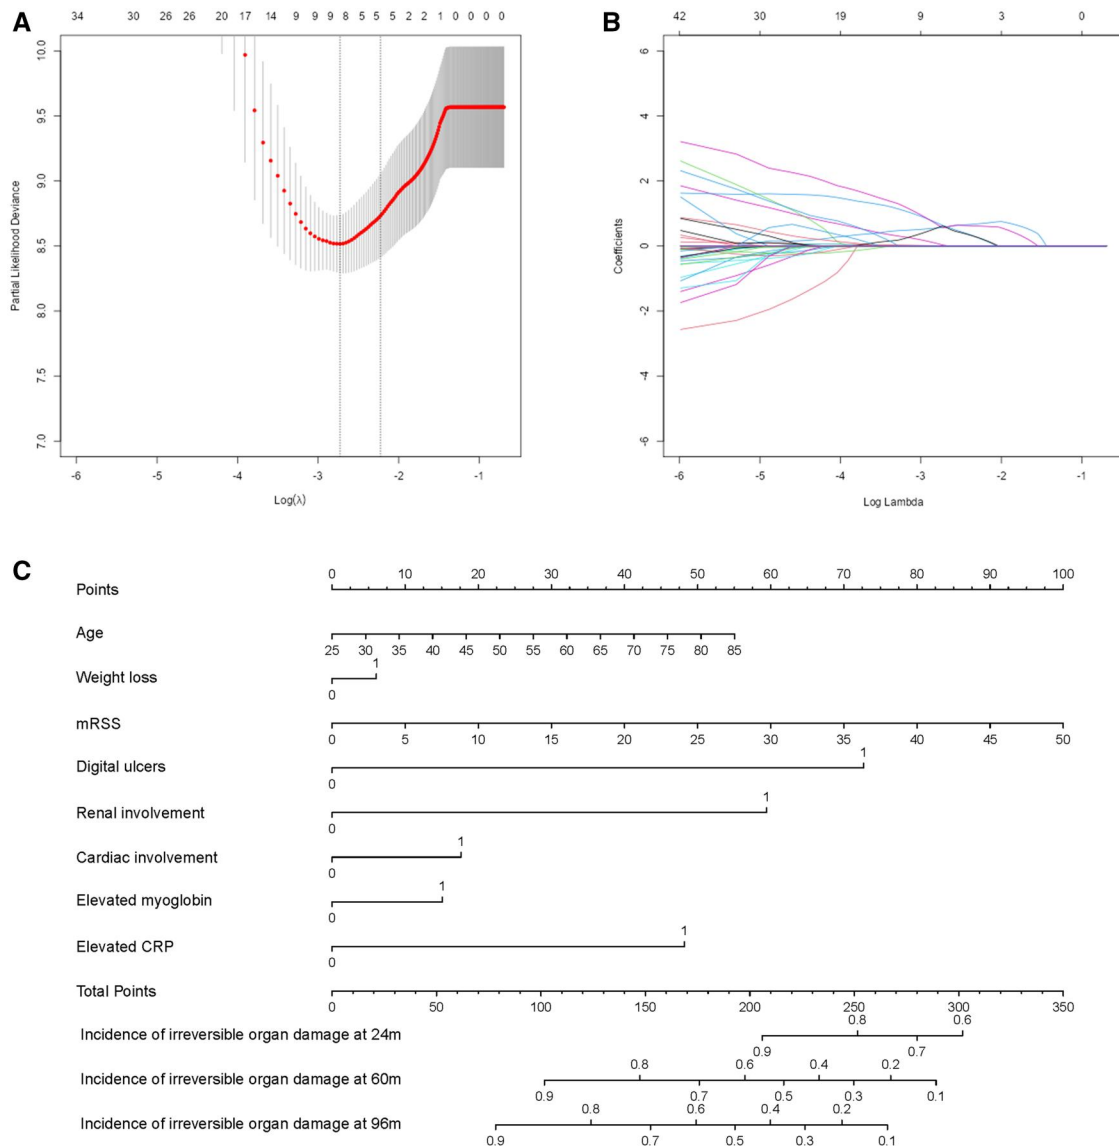 A
34 35 33 30 26 26 20 17 14 9 9 9 8 5 5 5 2 2 1 0 0 0 0
10.0
9.5
9.0
8.5
8.0
7.5
7.0
Partial Likelihood Deviance
-6 -5 -4 -3 -2 -1
Log(λ)
B
42 30 19 9 3 0
6
4
2
0
-2
-4
-6
Coefficients
-6 -5 -4 -3 -2 -1
Log Lambda
C
0 10 20 30 40 50 60 70 80 90 100
Points
Age
25 30 35 40 45 50 55 60 65 70 75 80 85
1
Weight loss
0
mRSS
0 5 10 15 20 25 30 35 40 45 50
1
Digital ulcers
0
1
Renal involvement
0
1
Cardiac involvement
0
1
Elevated myoglobin
0
1
Elevated CRP
0
Total Points
0 50 100 150 200 250 300 350
0.8 0.6
Incidence of irreversible organ damage at 24m
0.9 0.7
0.8 0.6 0.4 0.2
Incidence of irreversible organ damage at 60m
0.9 0.7 0.5 0.3 0.1
0.8 0.6 0.4 0.2
Incidence of irreversible organ damage at 96m
0.9 0.7 0.5 0.3 0.1